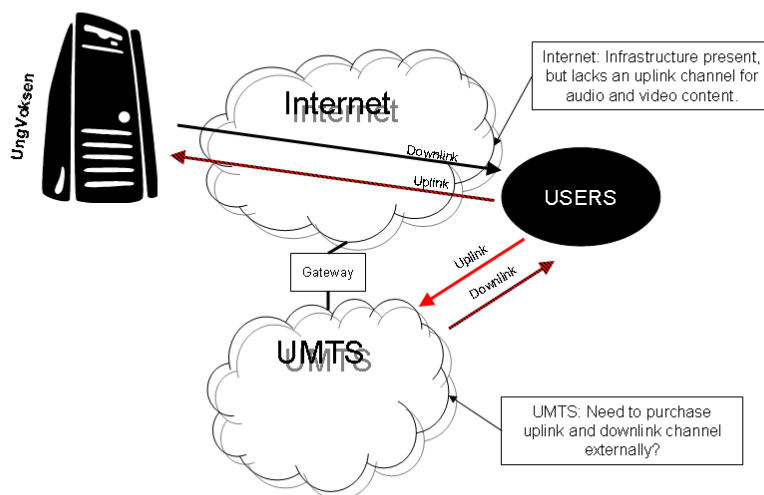 UngVoksen
Internet
Internet: Infrastructure present,
but lacks an uplink channel for
audio and video content.
Downlink
Uplink
USERS
Gateway
Uplink
Downlink
UMTS
UMTS: Need to purchase
uplink and downlink channel
externally?